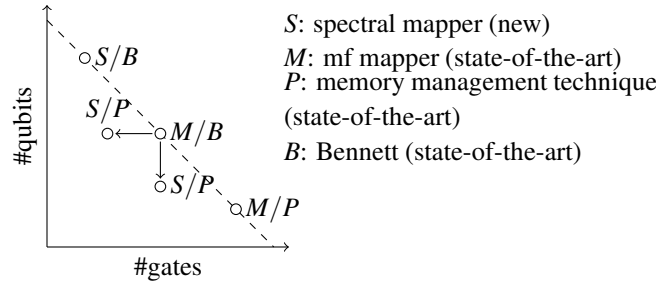 S: spectral mapper (new)
M: mf mapper (state-of-the-art)
P: memory management technique
(state-of-the-art)
B: Bennett (state-of-the-art)
S/B
S/P
M/B
S/P
M/P
#qubits
#gates